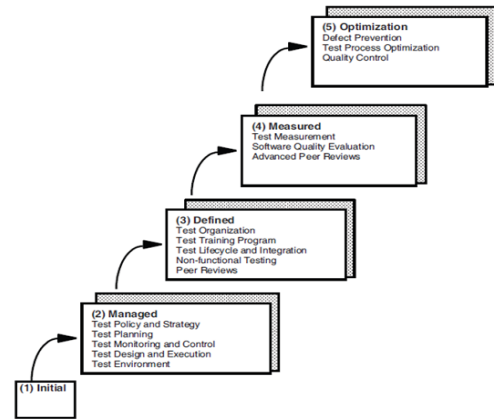 (5) Optimization
Defect Prevention
Test Process Optimization
Quality Control
(4) Measured
Test Measurement
Software Quality Evaluation
Advanced Peer Reviews
(3) Defined
Test Organization
Test Training Program
Test Lifecycle and Integration
Non-functional Testing
Peer Reviews
(2) Managed
Test Policy and Strategy
Test Planning
Test Monitoring and Control
Test Design and Execution
Test Environment
(1) Initial